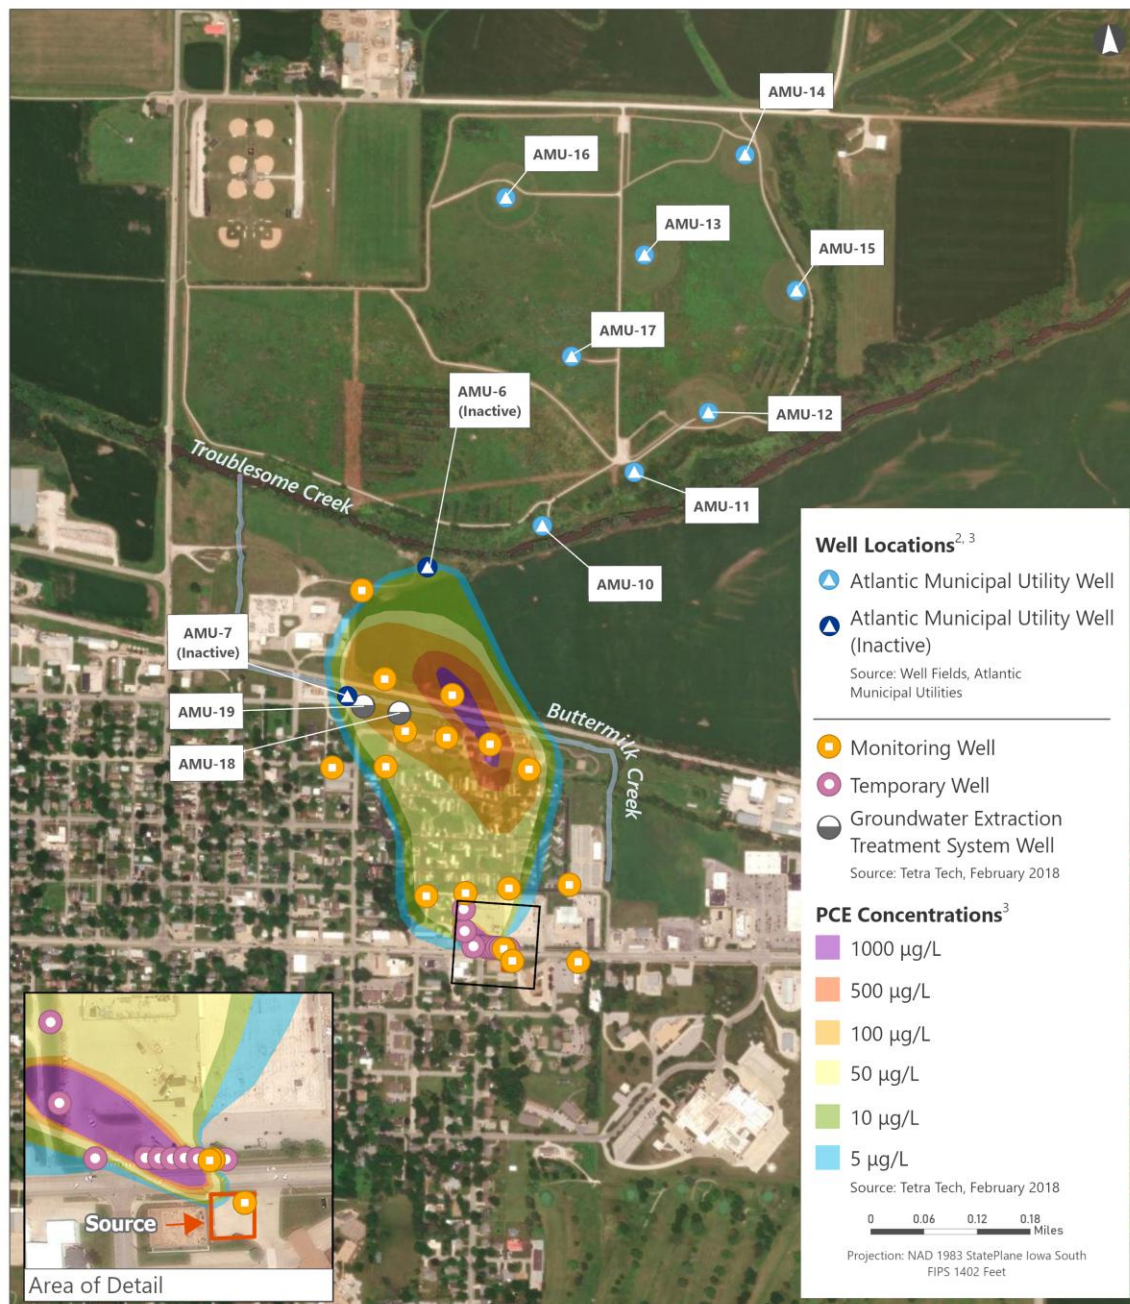 AMU-14
AMU-16
AMU-13
AMU-15
AMU-17
AMU-6
(Inactive)
AMU-12
Troublesome Creek
AMU-11
AMU-10
AMU-7
(Inactive)
AMU-19
AMU-18
Buttermilk Creek
Well Locations2, 3
Atlantic Municipal Utility Well
Atlantic Municipal Utility Well
(Inactive)
Source: Well Fields, Atlantic
Municipal Utilities
Monitoring Well
Temporary Well
Groundwater Extraction
Treatment System Well
Source: Tetra Tech, February 2018
PCE Concentrations3
1000 µg/L
500 µg/L
100 µg/L
50 µg/L
10 µg/L
5 µg/L
Source: Tetra Tech, February 2018
0 0.06 0.12 0.18
Miles
Projection: NAD 1983 StatePlane Iowa South
FIPS 1402 Feet
Source
Area of Detail